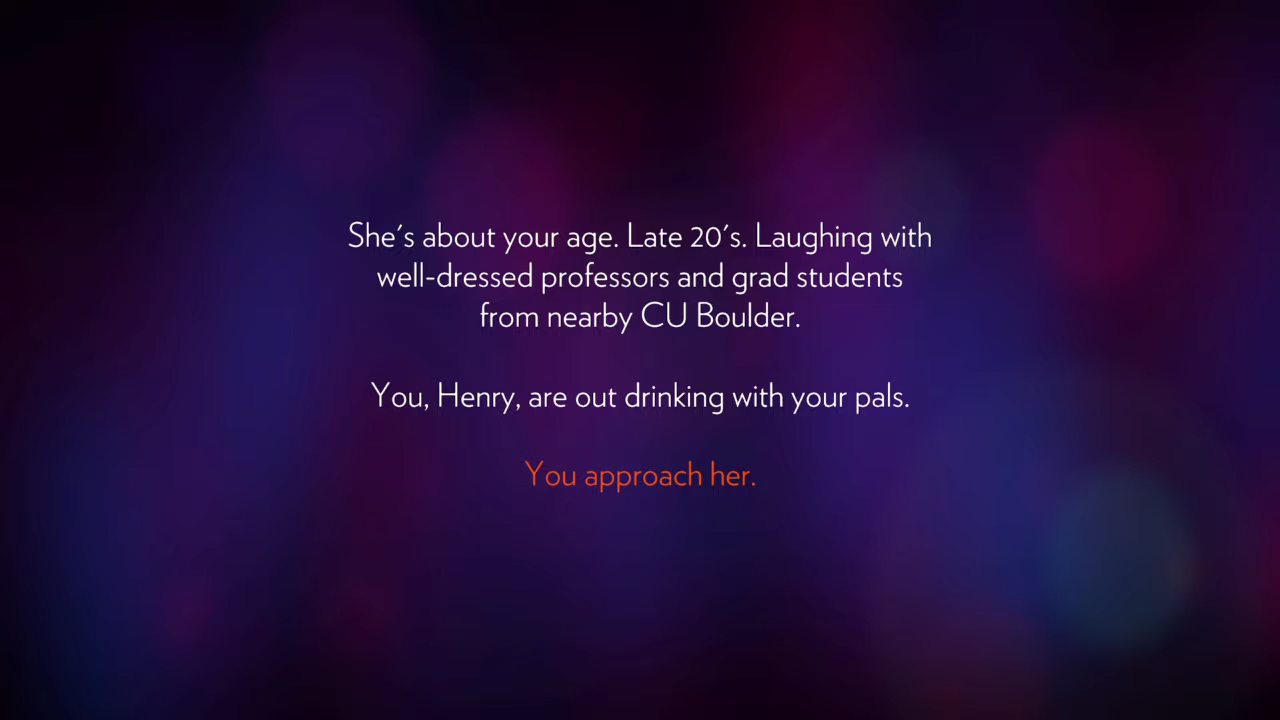 She's about your age. Late 20's. Laughing with
well-dressed professors and grad students
from nearby CU Boulder.
You, Henry, are out drinking with your pals.
You approach her.